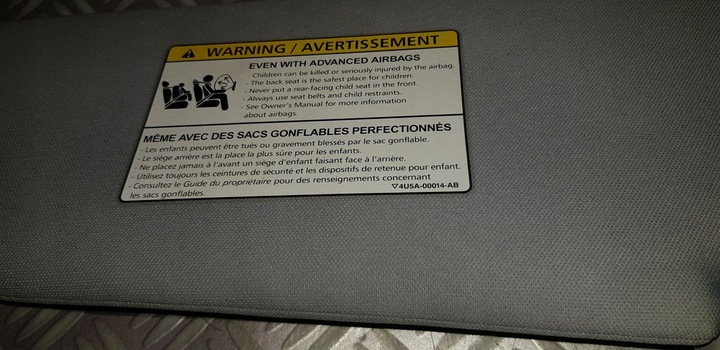 WARNING / AVERTISSEMENT
EVEN WITH ADVANCED AIRBAGS
- Children can be killed or seriously injured by the airbag.
- The back seat is the safest place for children.
- Never put a rear-facing child seat in the front.
- Always use seat belts and child restraints.
- See Owner's Manual for more information
about airbags.
MÊME AVEC DES SACS GONFLABLES PERFECTIONNÉS
- Les enfants peuvent être tués ou gravement blessés par le sac gonflable.
- Le siège arrière est la place la plus sûre pour les enfants.
- Ne placez jamais à l'avant un siège d'enfant faisant face à l'arrière.
- Utilisez toujours les ceintures de sécurité et les dispositifs de retenue pour enfant.
- Consultez le Guide du propriétaire pour des renseignements concernant
les sacs gonflables.
▽4U5A-00014-AB